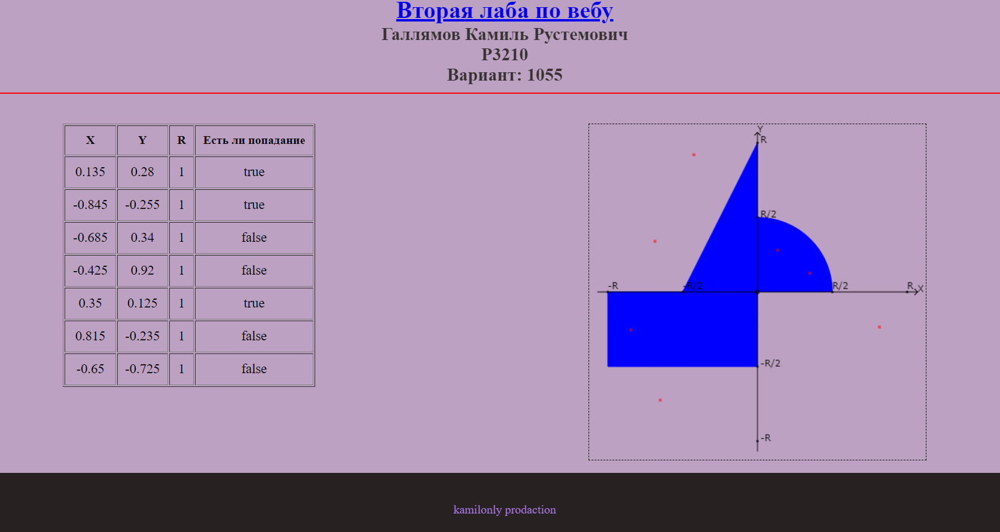 Вторая лаба по вебу
Галлямов Камиль Рустемович
P3210
Вариант: 1055
X Y R Есть ли попадание
0.135 0.28 1 true
-0.845 -0.255 1 true
-0.685 0.34 1 false
-0.425 0.92 1 false
0.35 0.125 1 true
0.815 -0.235 1 false
-0.65 -0.725 1 false
Y
R
R/2
-R -R/2 R/2 R X
-R/2
-R
kamilonly prodaction